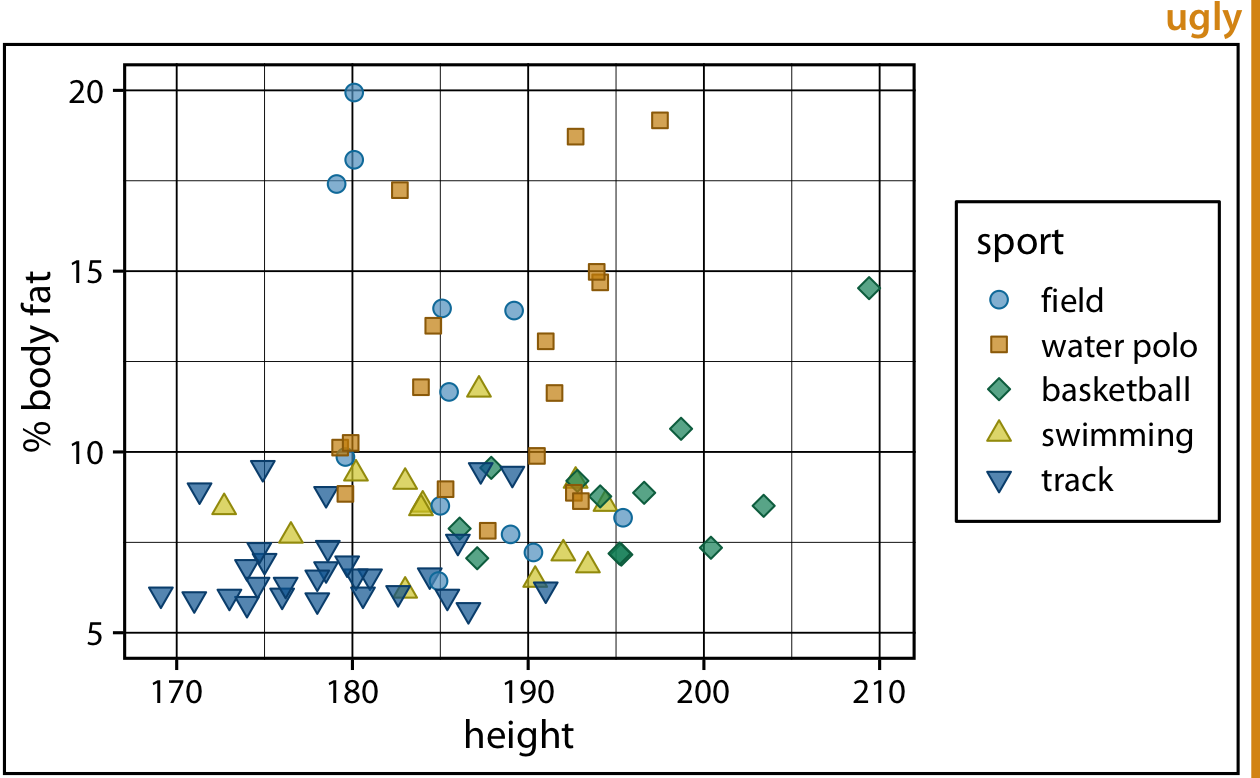 ugly
20
15
10
5
% body fat
170 180 190 200 210
height
sport
field
water polo
basketball
swimming
track